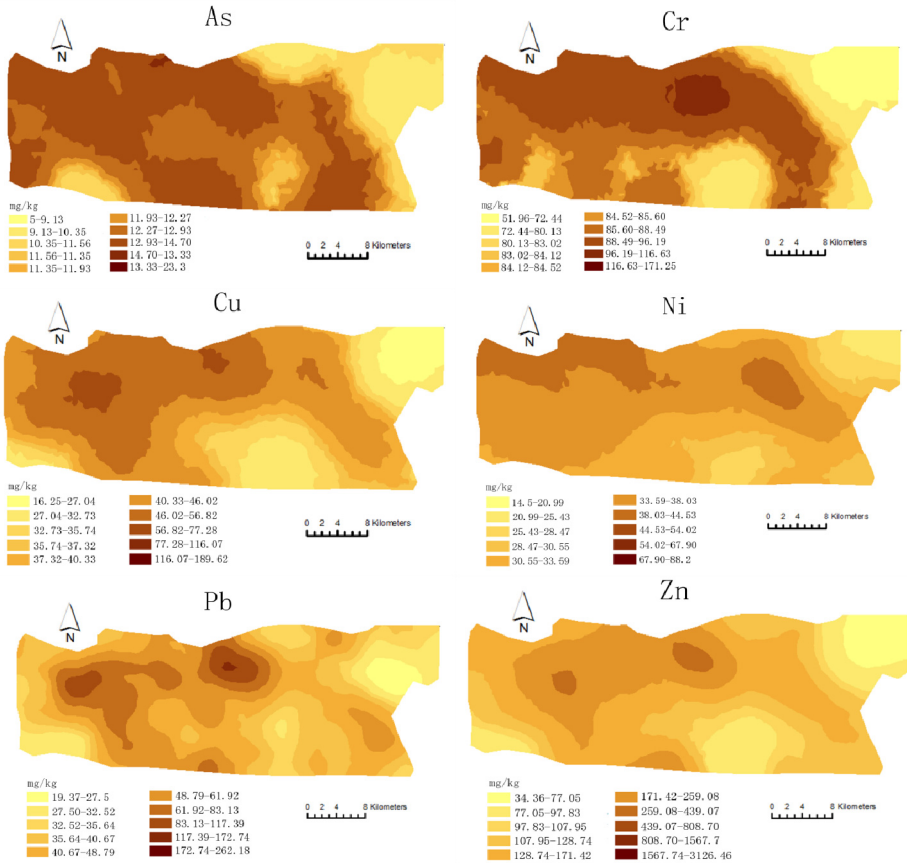 As
N
mg/kg
5-9.13
9.13-10.35
10.35-11.56
11.56-11.35
11.35-11.93
11.93-12.27
12.27-12.93
12.93-14.70
14.70-13.33
13.33-23.3
0 2 4 8 Kilometers
Cr
N
mg/kg
51.96-72.44
72.44-80.13
80.13-83.02
83.02-84.12
84.12-84.52
84.52-85.60
85.60-88.49
88.49-96.19
96.19-116.63
116.63-171.25
0 2 4 8 Kilometers
Cu
N
mg/kg
16.25-27.04
27.04-32.73
32.73-35.74
35.74-37.32
37.32-40.33
40.33-46.02
46.02-56.82
56.82-77.28
77.28-116.07
116.07-189.62
0 2 4 8 Kilometers
Ni
N
mg/kg
14.5-20.99
20.99-25.43
25.43-28.47
28.47-30.55
30.55-33.59
33.59-38.03
38.03-44.53
44.53-54.02
54.02-67.90
67.90-88.2
0 2 4 8 Kilometers
Pb
N
mg/kg
19.37-27.5
27.50-32.52
32.52-35.64
35.64-40.67
40.67-48.79
48.79-61.92
61.92-83.13
83.13-117.39
117.39-172.74
172.74-262.18
0 2 4 8 Kilometers
Zn
N
mg/kg
34.36-77.05
77.05-97.83
97.83-107.95
107.95-128.74
128.74-171.42
171.42-259.08
259.08-439.07
439.07-808.70
808.70-1567.7
1567.74-3126.46
0 2 4 8 Kilometers